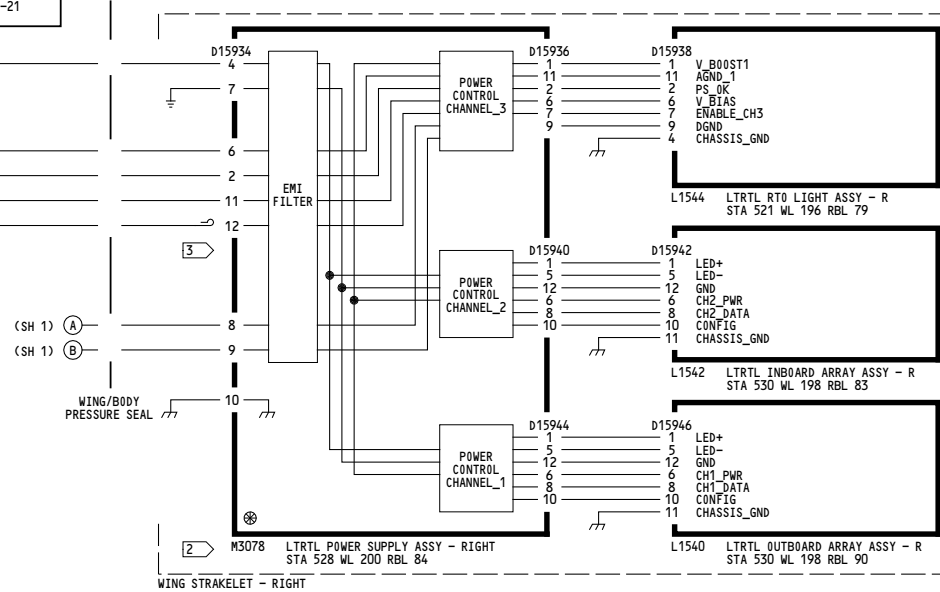 -21
D15934
4
7
6
2
11
12
3
(SH 1) A
8
(SH 1) B
9
10
WING/BODY
PRESSURE SEAL
EMI
FILTER
POWER
CONTROL
CHANNEL_3
D15936
1
11
2
6
7
9
D15938
1 V_BOOST1
11 AGND_1
2 PS_OK
6 V_BIAS
7 ENABLE_CH3
9 DGND
4 CHASSIS_GND
L1544 LTRTL RTO LIGHT ASSY - R
STA 521 WL 196 RBL 79
POWER
CONTROL
CHANNEL_2
D15940
1
5
12
6
8
10
D15942
1 LED+
5 LED-
12 GND
6 CH2_PWR
8 CH2_DATA
10 CONFIG
11 CHASSIS_GND
L1542 LTRTL INBOARD ARRAY ASSY - R
STA 530 WL 198 RBL 83
POWER
CONTROL
CHANNEL_1
D15944
1
5
12
6
8
10
D15946
1 LED+
5 LED-
12 GND
6 CH1_PWR
8 CH1_DATA
10 CONFIG
11 CHASSIS_GND
2
M3078 LTRTL POWER SUPPLY ASSY - RIGHT
STA 528 WL 200 RBL 84
L1540 LTRTL OUTBOARD ARRAY ASSY - R
STA 530 WL 198 RBL 90
WING STRAKELET - RIGHT